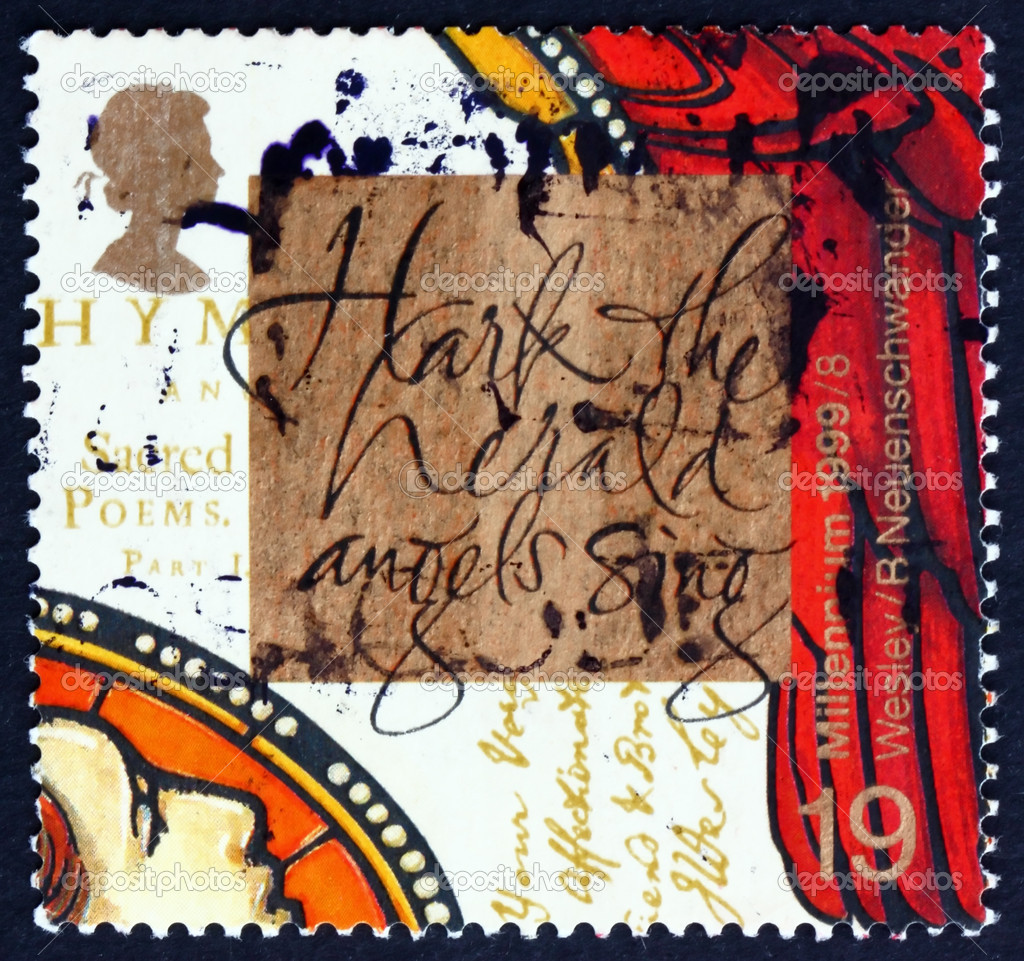 HYM
AN
Sacred
POEMS.
PART I.
Hark the
herald
angels sing
Your
Affectionate
Friend & Bro
J Wesley
Millennium 1999/8
Wesley/B.Neuenschwander
19
depositphotos